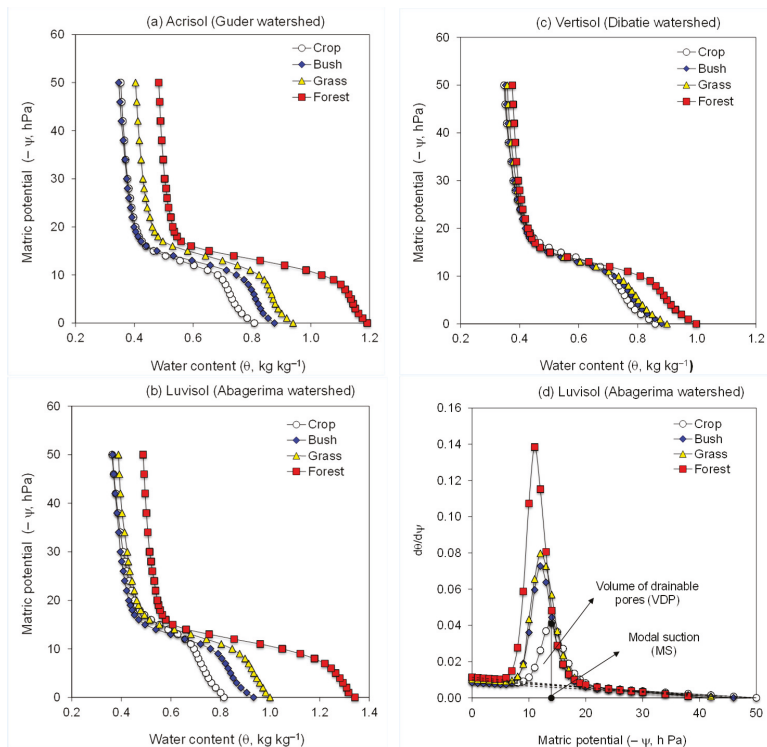 (a) Acrisol (Guder watershed)
Crop
Bush
Grass
Forest
Matric potential (– ψ, hPa)
60
50
40
30
20
10
0
0.2 0.4 0.6 0.8 1.0 1.2
Water content (θ, kg kg⁻¹)
(c) Vertisol (Dibatie watershed)
Crop
Bush
Grass
Forest
Matric potential (– ψ, hPa)
60
50
40
30
20
10
0
0.2 0.4 0.6 0.8 1.0 1.2
Water content (θ, kg kg⁻¹)
(b) Luvisol (Abagerima watershed)
Crop
Bush
Grass
Forest
Matric potential (– ψ, hPa)
60
50
40
30
20
10
0
0.2 0.4 0.6 0.8 1.0 1.2 1.4
Water content (θ, kg kg⁻¹)
(d) Luvisol (Abagerima watershed)
Crop
Bush
Grass
Forest
dθ/dψ
0.16
0.14
0.12
0.10
0.08
0.06
0.04
0.02
0.00
Volume of drainable
pores (VDP)
Modal suction
(MS)
0 10 20 30 40 50
Matric potential (– ψ, h Pa)